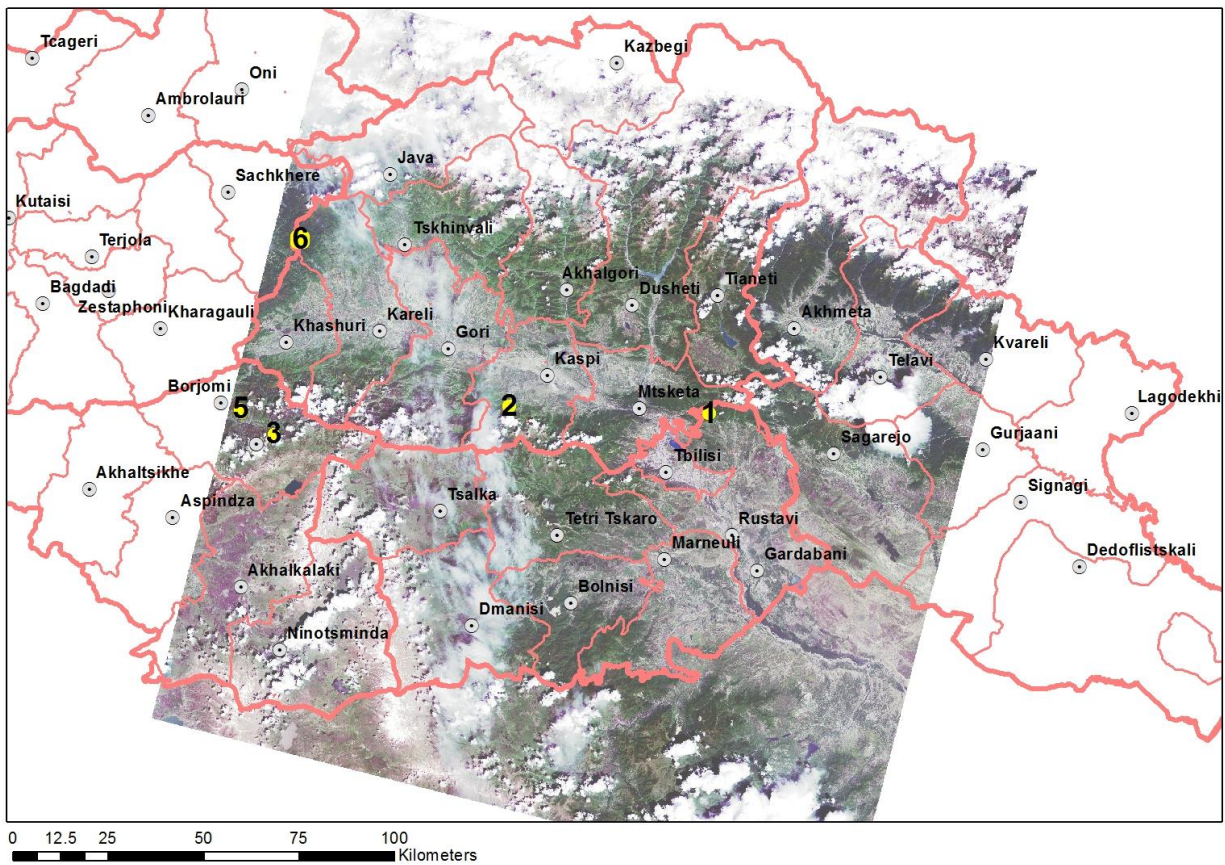 Tcageri
Kazbegi
Oni
Ambrolauri
Java
Sachkhere
Kutaisi
6
Tskhinvali
Terjola
Akhalgori
Dusheti
Tianeti
Bagdadi
Zestaphoni
Kharagauli
Khashuri
Kareli
Gori
Akhmeta
Kvareli
Kaspi
Telavi
Borjomi
5
2
Mtsketa
1
Lagodekhi
3
Sagarejo
Gurjaani
Tbilisi
Akhaltsikhe
Aspindza
Tsalka
Signagi
Tetri Tskaro
Rustavi
Marneuli
Gardabani
Dedoflistskali
Akhalkalaki
Bolnisi
Dmanisi
Ninotsminda
0 12.5 25 50 75 100
Kilometers